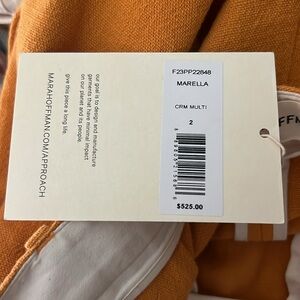 F23PP22848
MARELLA
CRM MULTI
2
$525.00
our goal is to design and manufacture
garments that have minimal impact
on our planet and its people.
give this piece a long life.
MARAHOFFMAN.COM/APPROACH